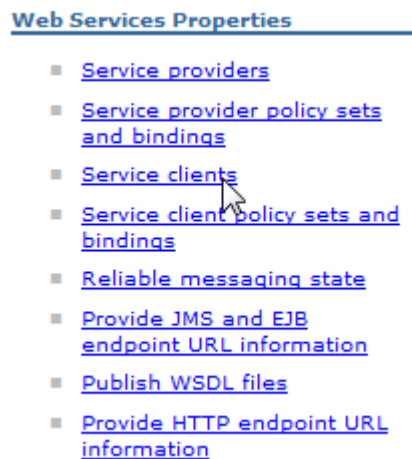 Web Services Properties
Service providers
Service provider policy sets
and bindings
Service clients
Service client policy sets and
bindings
Reliable messaging state
Provide JMS and EJB
endpoint URL information
Publish WSDL files
Provide HTTP endpoint URL
information